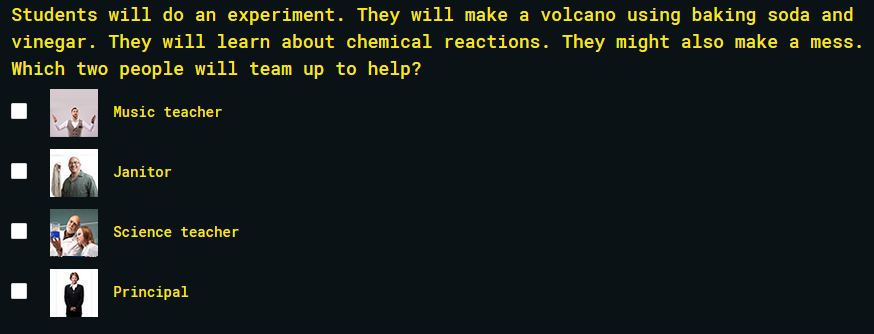 Students will do an experiment. They will make a volcano using baking soda and
vinegar. They will learn about chemical reactions. They might also make a mess.
Which two people will team up to help?
Music teacher
Janitor
Science teacher
Principal